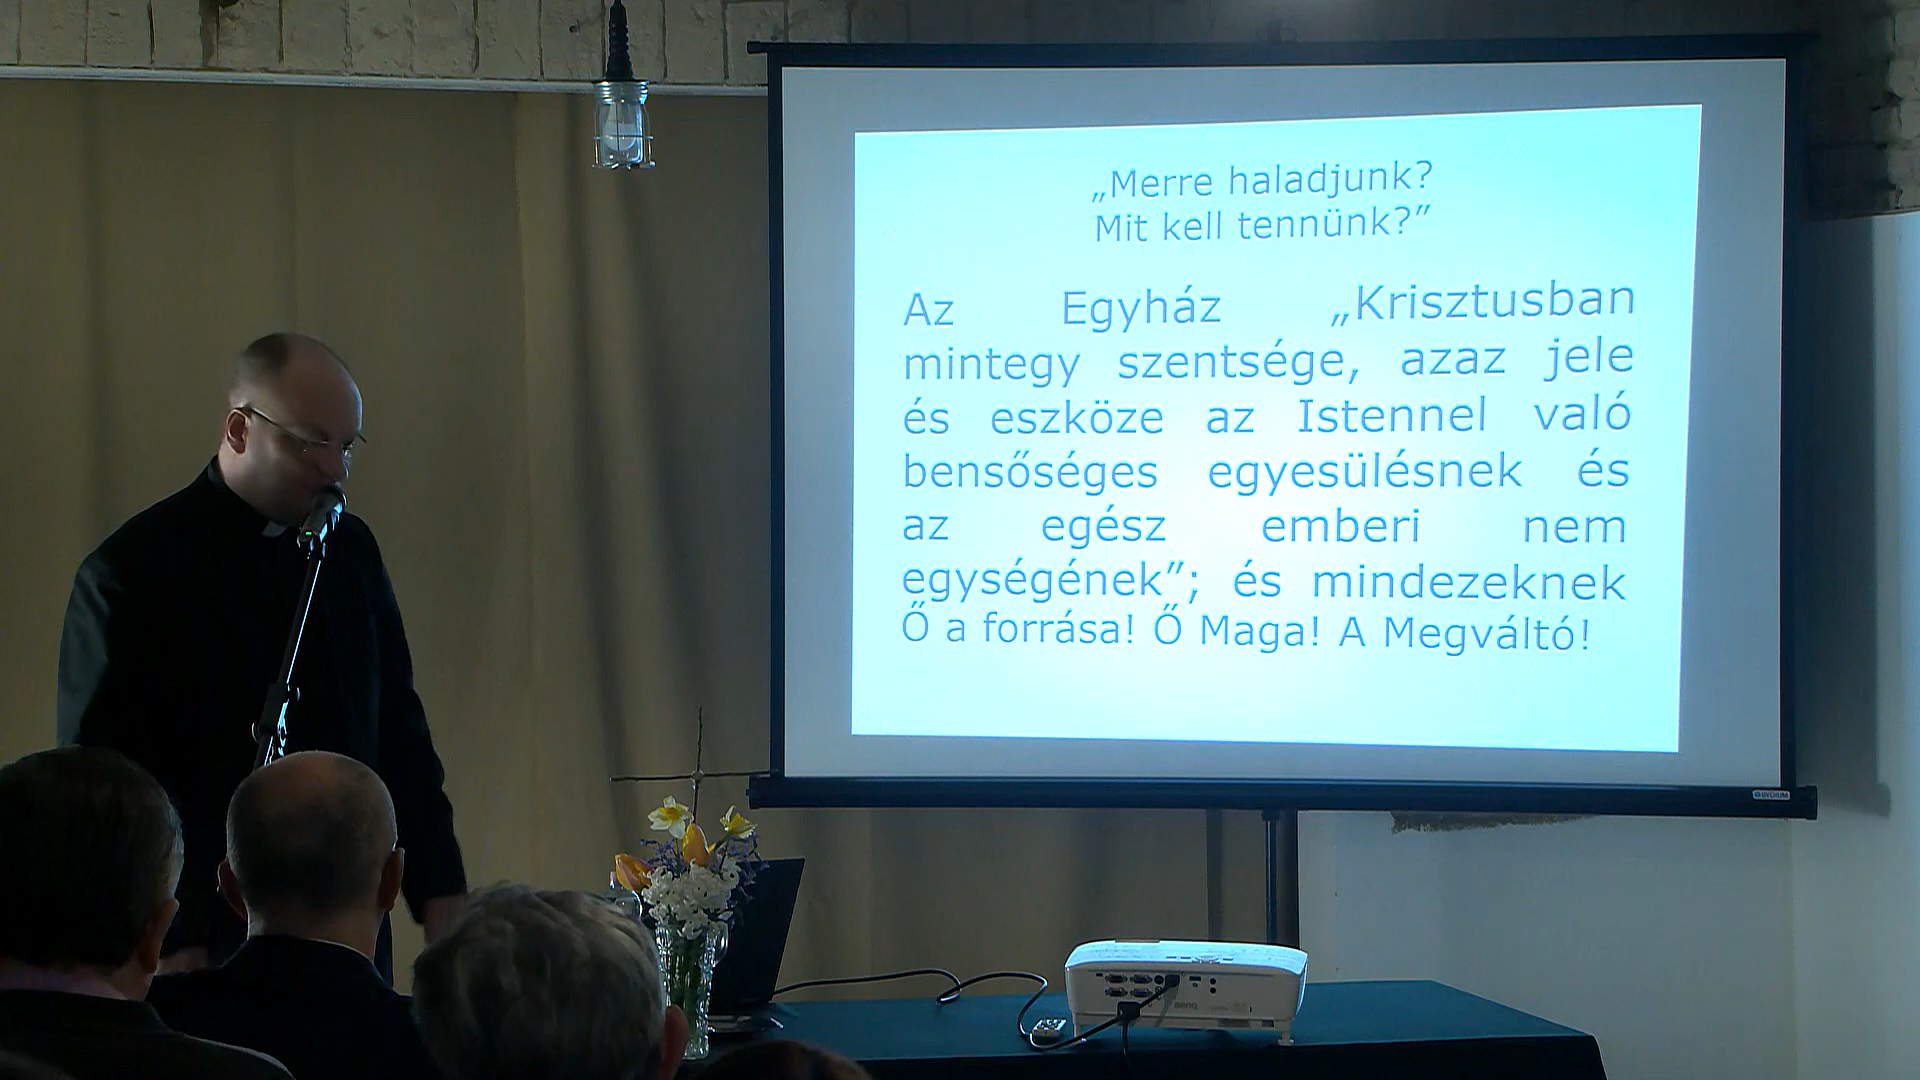 „Merre haladjunk?
Mit kell tennünk?”
Az Egyház „Krisztusban
mintegy szentsége, azaz jele
és eszköze az Istennel való
bensőséges egyesülésnek és
az egész emberi nem
egységének”; és mindezeknek
Ő a forrása! Ő Maga! A Megváltó!
BenQ